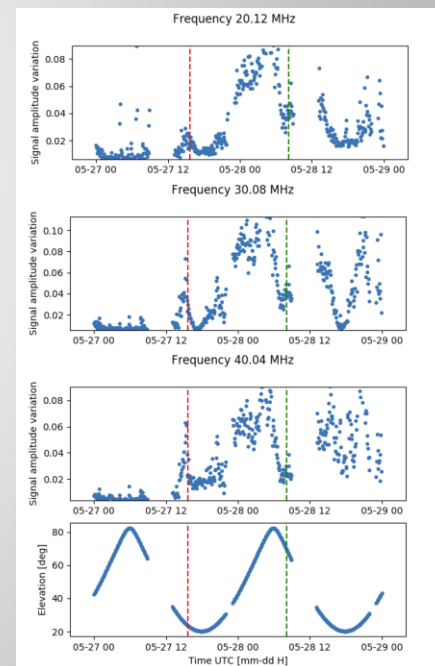 Frequency 20.12 MHz
Signal amplitude variation
0.08
0.06
0.04
0.02
05-27 00 05-27 12 05-28 00 05-28 12 05-29 00
Frequency 30.08 MHz
Signal amplitude variation
0.10
0.08
0.06
0.04
0.02
05-27 00 05-27 12 05-28 00 05-28 12 05-29 00
Frequency 40.04 MHz
Signal amplitude variation
0.08
0.06
0.04
0.02
05-27 00 05-27 12 05-28 00 05-28 12 05-29 00
Elevation [deg]
80
60
40
20
05-27 00 05-27 12 05-28 00 05-28 12 05-29 00
Time UTC [mm-dd H]